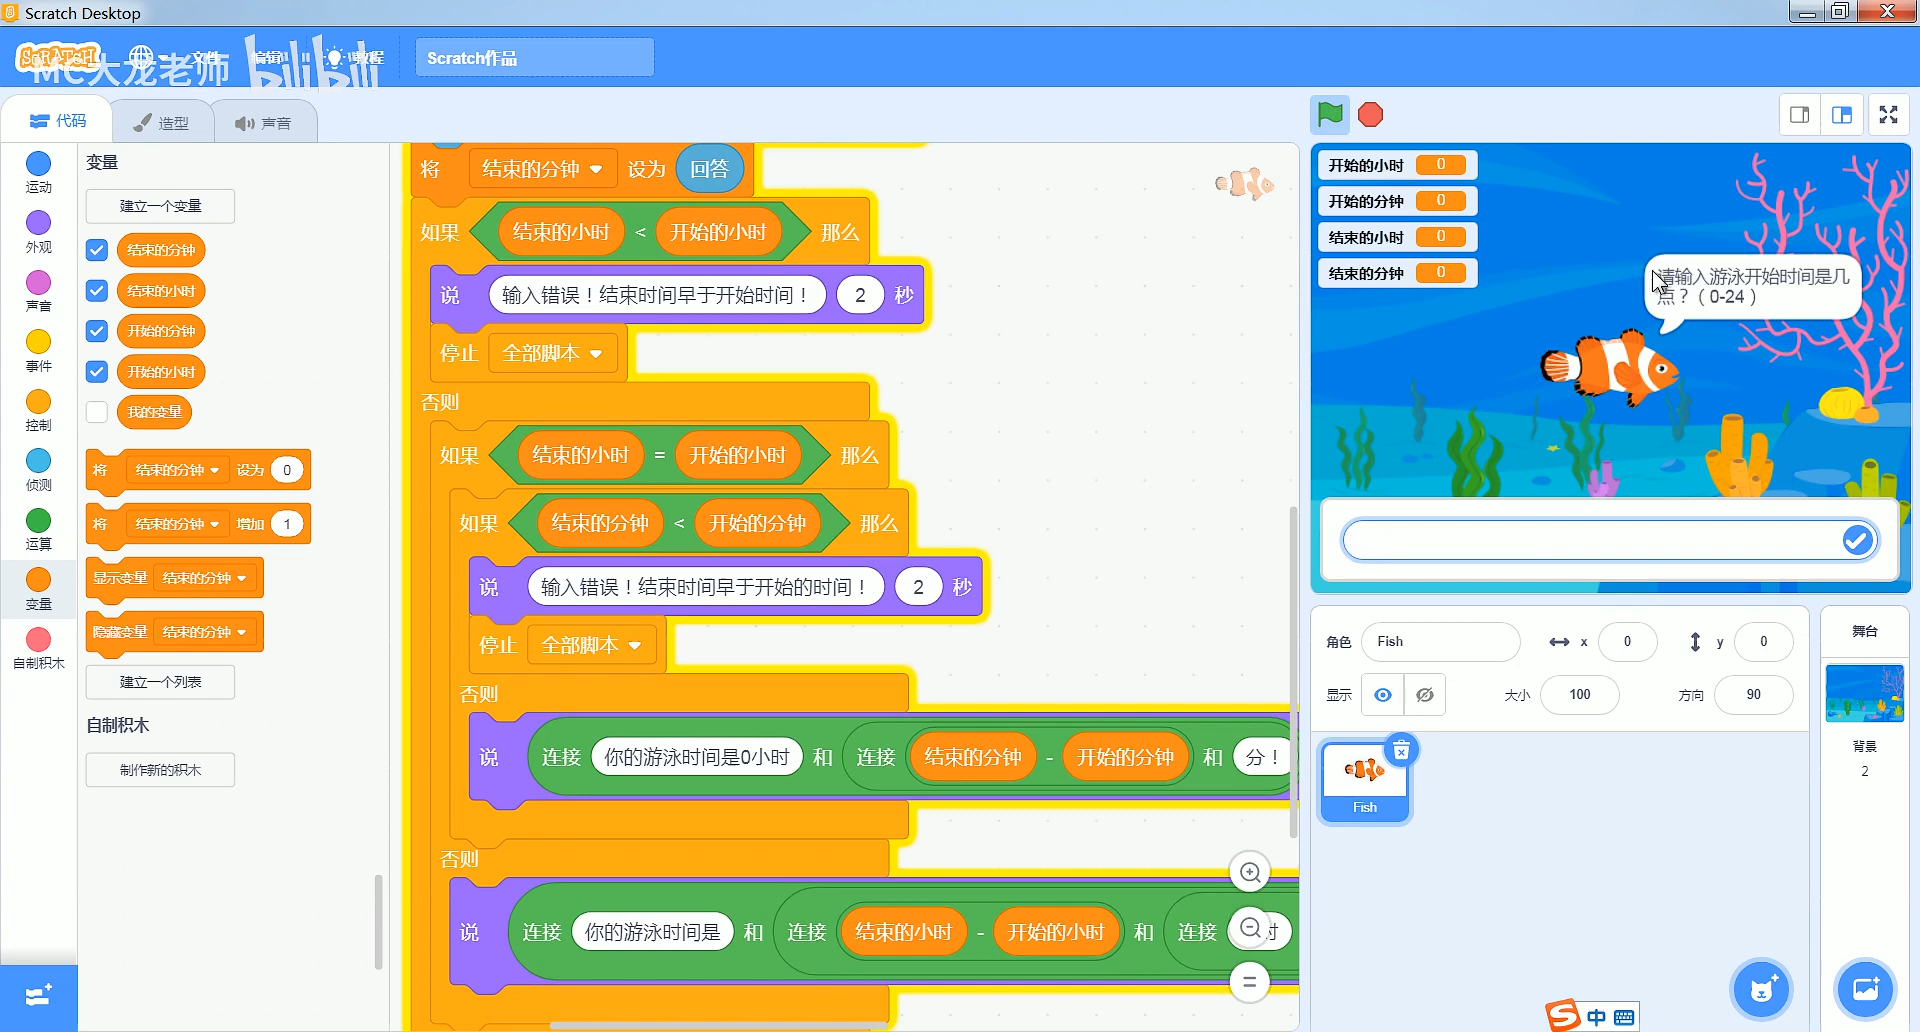 Scratch Desktop
SCRATCH
文件
编辑
教程
Scratch作品
MC大龙老师
bilibili
代码
造型
声音
运动
外观
声音
事件
控制
侦测
运算
变量
自制积木
变量
建立一个变量
结束的分钟
结束的小时
开始的分钟
开始的小时
我的变量
将 结束的分钟 设为 0
将 结束的分钟 增加 1
显示变量 结束的分钟
隐藏变量 结束的分钟
建立一个列表
自制积木
制作新的积木
将 结束的分钟 设为 回答
如果 结束的小时 < 开始的小时 那么
说 输入错误！结束时间早于开始时间！ 2 秒
停止 全部脚本
否则
如果 结束的小时 = 开始的小时 那么
如果 结束的分钟 < 开始的分钟 那么
说 输入错误！结束时间早于开始的时间！ 2 秒
停止 全部脚本
否则
说 连接 你的游泳时间是0小时 和 连接 结束的分钟 - 开始的分钟 和 分！
否则
说 连接 你的游泳时间是 和 连接 结束的小时 - 开始的小时 和 连接 时
开始的小时 0
开始的分钟 0
结束的小时 0
结束的分钟 0
请输入游泳开始时间是几
点？（0-24）
角色 Fish x 0 y 0
显示 大小 100 方向 90
Fish
舞台
背景
2
中